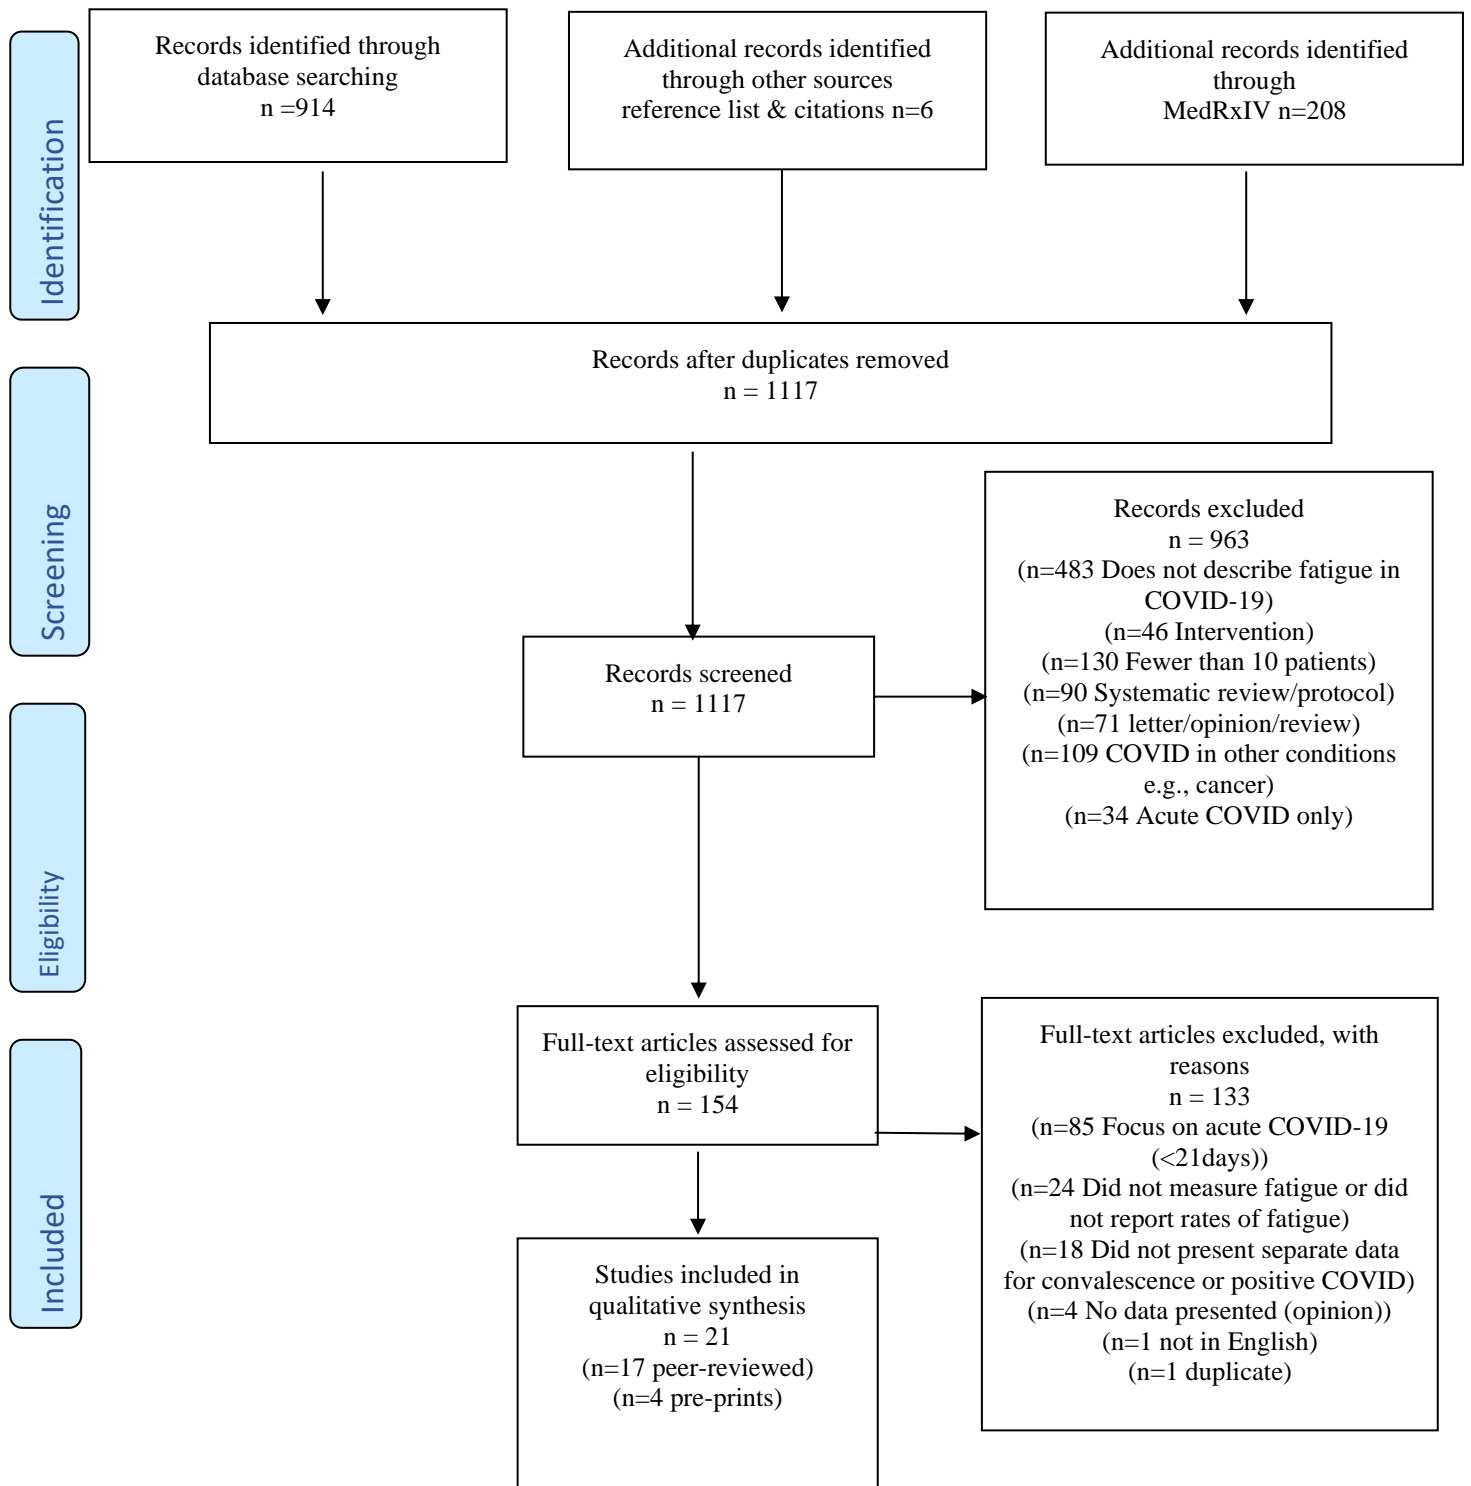 Identification
Records identified through
database searching
n =914
Additional records identified
through other sources
reference list & citations n=6
Additional records identified
through
MedRxIV n=208
Records after duplicates removed
n = 1117
Screening
Records screened
n = 1117
Records excluded
n = 963
(n=483 Does not describe fatigue in
COVID-19)
(n=46 Intervention)
(n=130 Fewer than 10 patients)
(n=90 Systematic review/protocol)
(n=71 letter/opinion/review)
(n=109 COVID in other conditions
e.g., cancer)
(n=34 Acute COVID only)
Eligibility
Full-text articles assessed for
eligibility
n = 154
Full-text articles excluded, with
reasons
n = 133
(n=85 Focus on acute COVID-19
(<21days))
(n=24 Did not measure fatigue or did
not report rates of fatigue)
(n=18 Did not present separate data
for convalescence or positive COVID)
(n=4 No data presented (opinion))
(n=1 not in English)
(n=1 duplicate)
Included
Studies included in
qualitative synthesis
n = 21
(n=17 peer-reviewed)
(n=4 pre-prints)